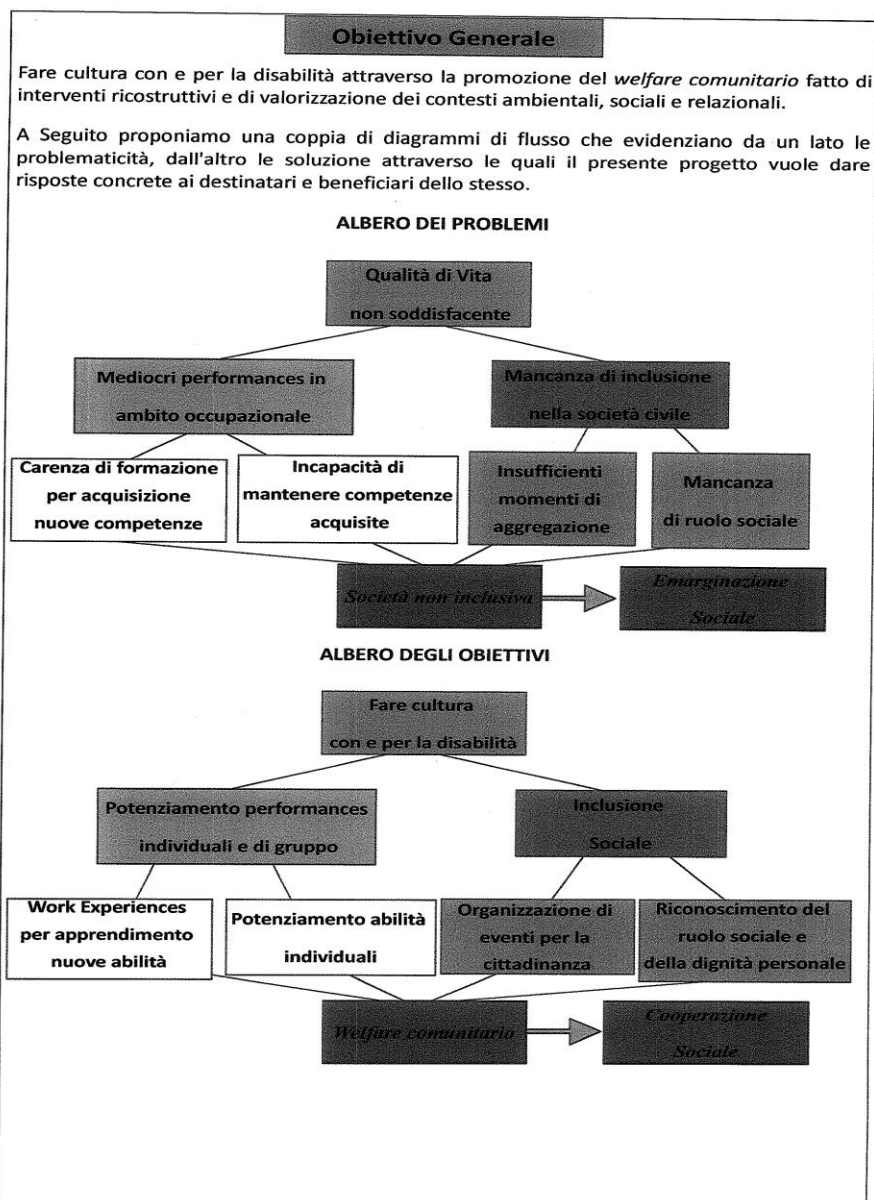 Obiettivo Generale
Fare cultura con e per la disabilità attraverso la promozione del welfare comunitario fatto di
interventi ricostruttivi e di valorizzazione dei contesti ambientali, sociali e relazionali.
A Seguito proponiamo una coppia di diagrammi di flusso che evidenziano da un lato le
problematicità, dall'altro le soluzione attraverso le quali il presente progetto vuole dare
risposte concrete ai destinatari e beneficiari dello stesso.
ALBERO DEI PROBLEMI
Qualità di Vita
non soddisfacente
Mediocri performances in
ambito occupazionale
Mancanza di inclusione
nella società civile
Carenza di formazione
per acquisizione
nuove competenze
Incapacità di
mantenere competenze
acquisite
Insufficienti
momenti di
aggregazione
Mancanza
di ruolo sociale
Società non inclusiva
Emarginazione
Sociale
ALBERO DEGLI OBIETTIVI
Fare cultura
con e per la disabilità
Potenziamento performances
individuali e di gruppo
Inclusione
Sociale
Work Experiences
per apprendimento
nuove abilità
Potenziamento abilità
individuali
Organizzazione di
eventi per la
cittadinanza
Riconoscimento del
ruolo sociale e
della dignità personale
Welfare comunitario
Cooperazione
Sociale